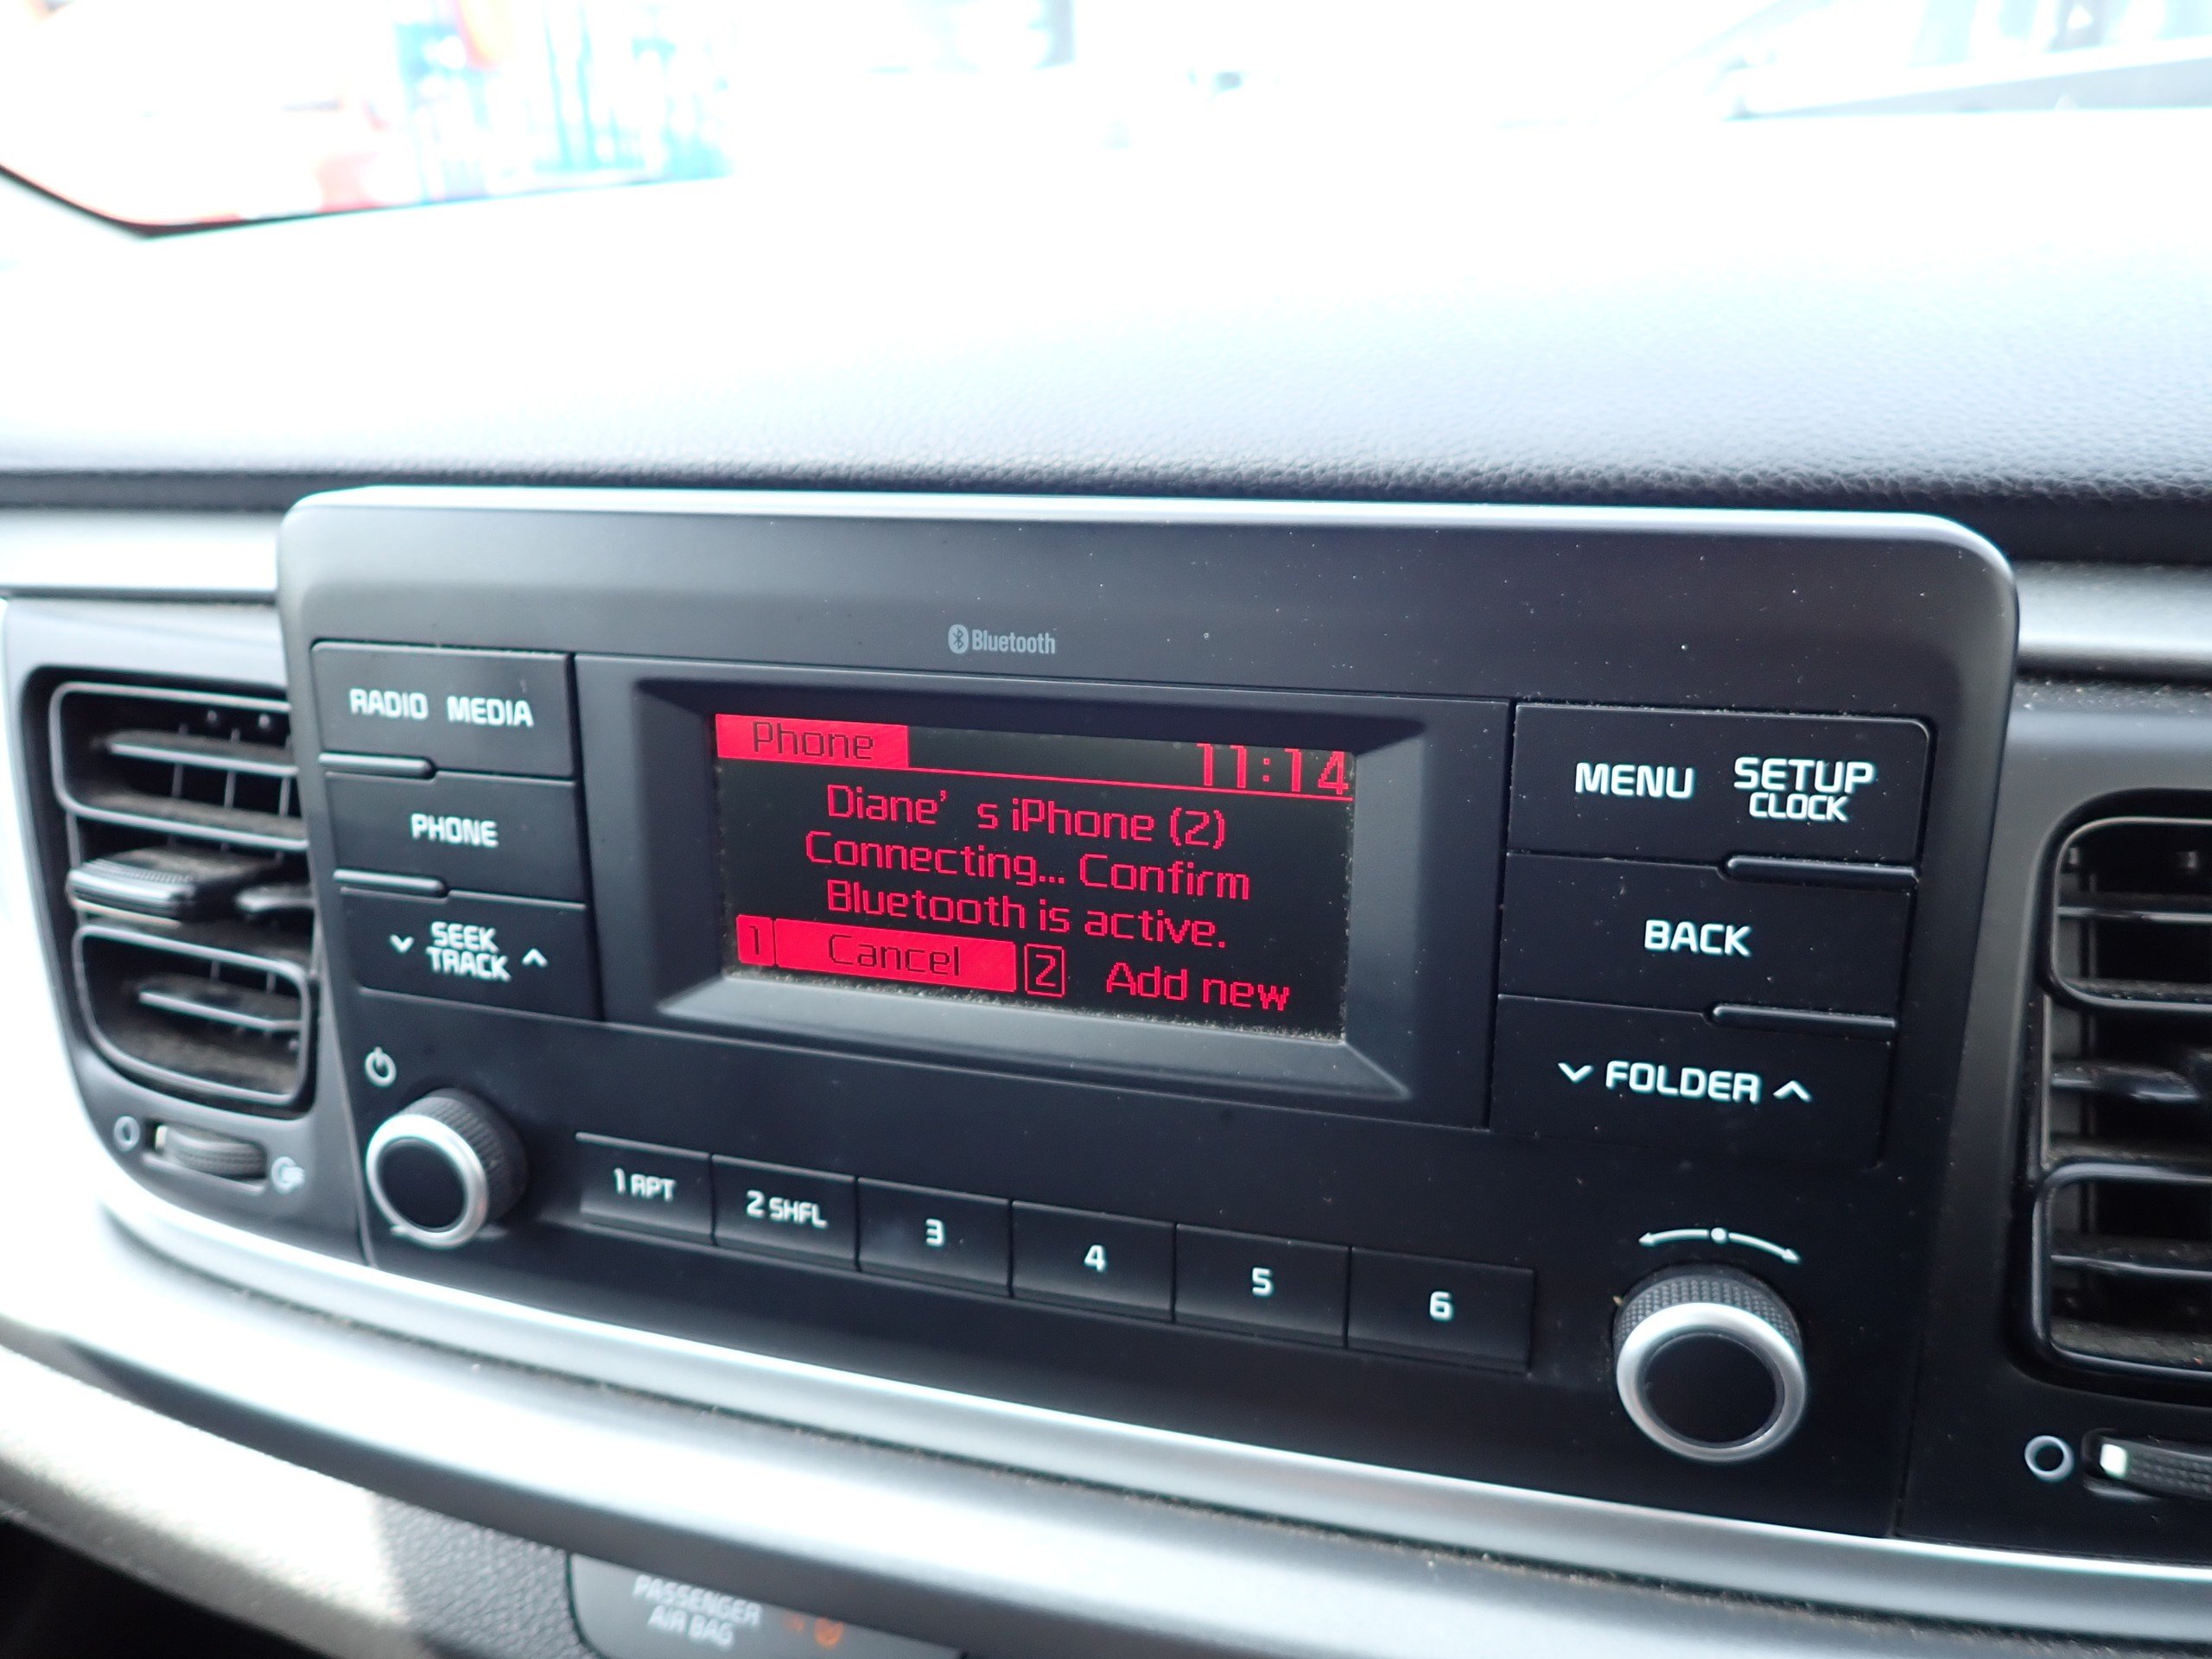 Bluetooth
RADIO MEDIA
PHONE
SEEK
TRACK
Phone 11:14
Diane's iPhone (2)
Connecting... Confirm
Bluetooth is active.
1 Cancel 2 Add new
MENU SETUP
CLOCK
BACK
FOLDER
1 RPT
2 SHFL
3
4
5
6
PASSENGER
AIR BAG